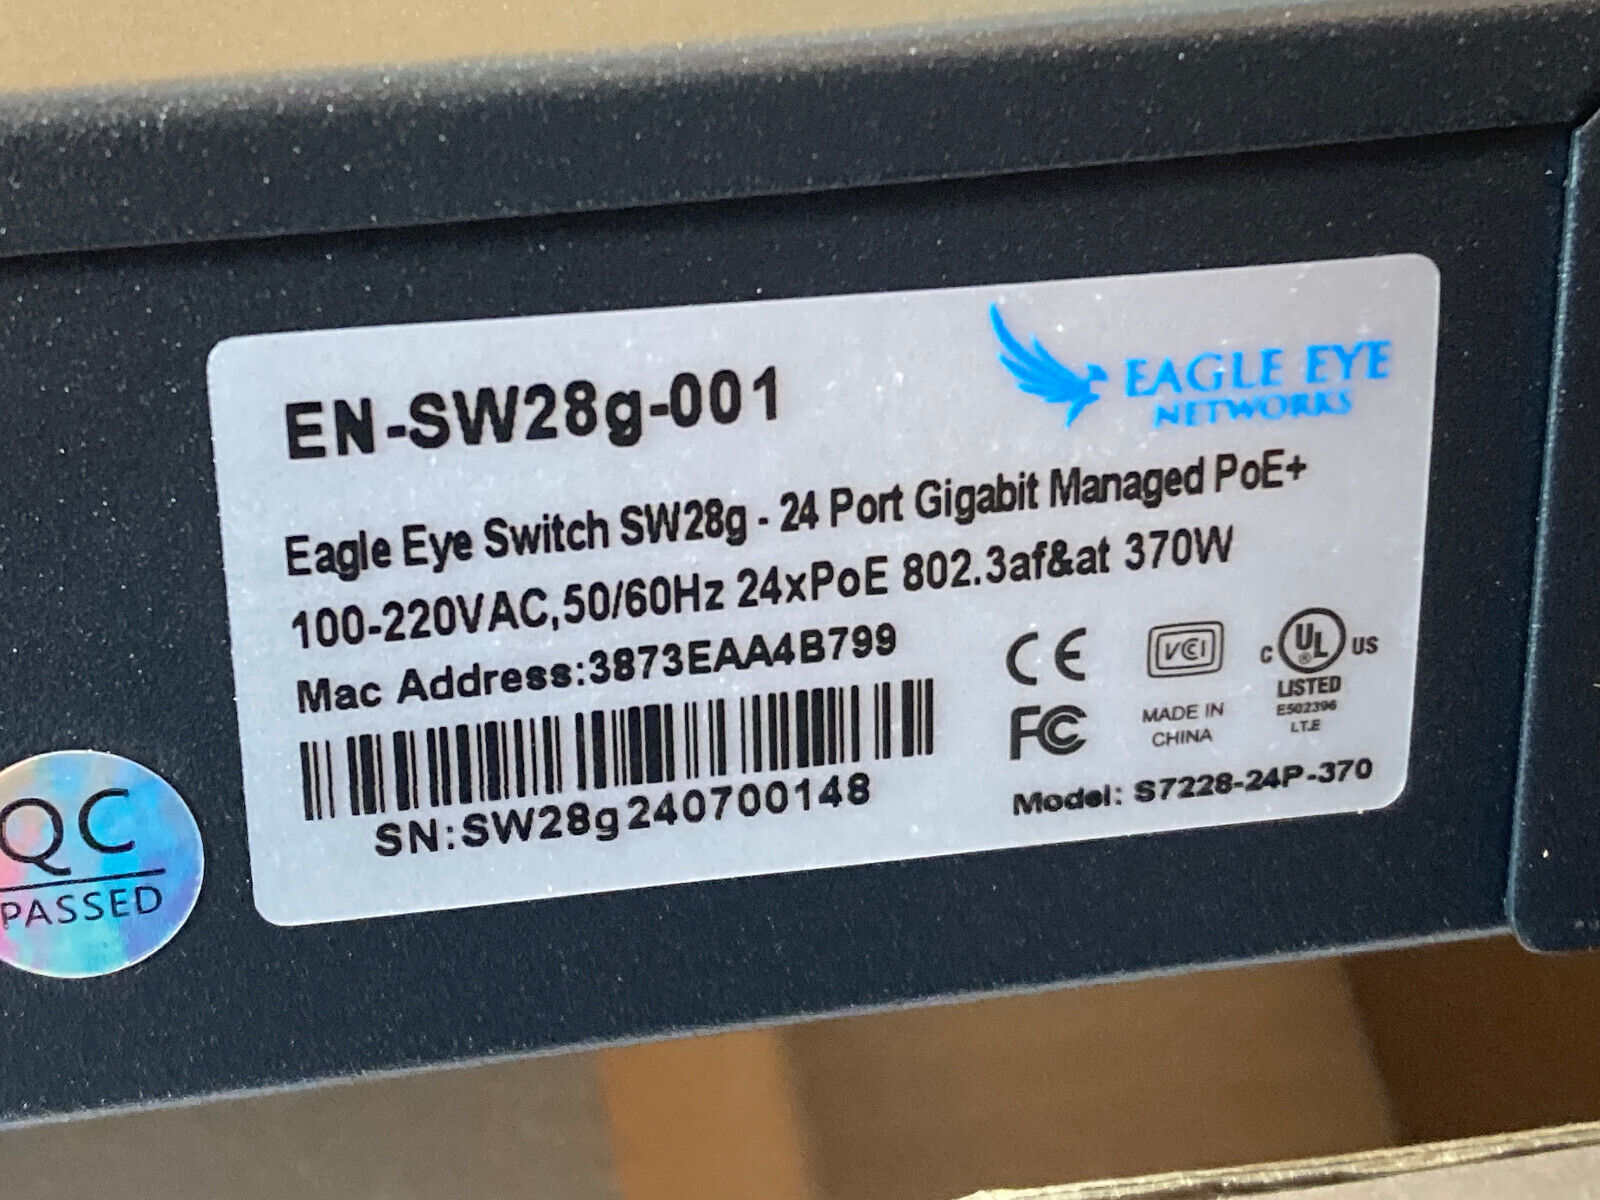 EN-SW28g-001
EAGLE EYE
NETWORKS
Eagle Eye Switch SW28g - 24 Port Gigabit Managed PoE+
100-220VAC,50/60Hz 24xPoE 802.3af&at 370W
Mac Address:3873EAA4B799
SN:SW28g240700148
CE
FC
VCCI
MADE IN
CHINA
C UL US
®
LISTED
E502396
I.T.E
Model: S7228-24P-370
QC
PASSED